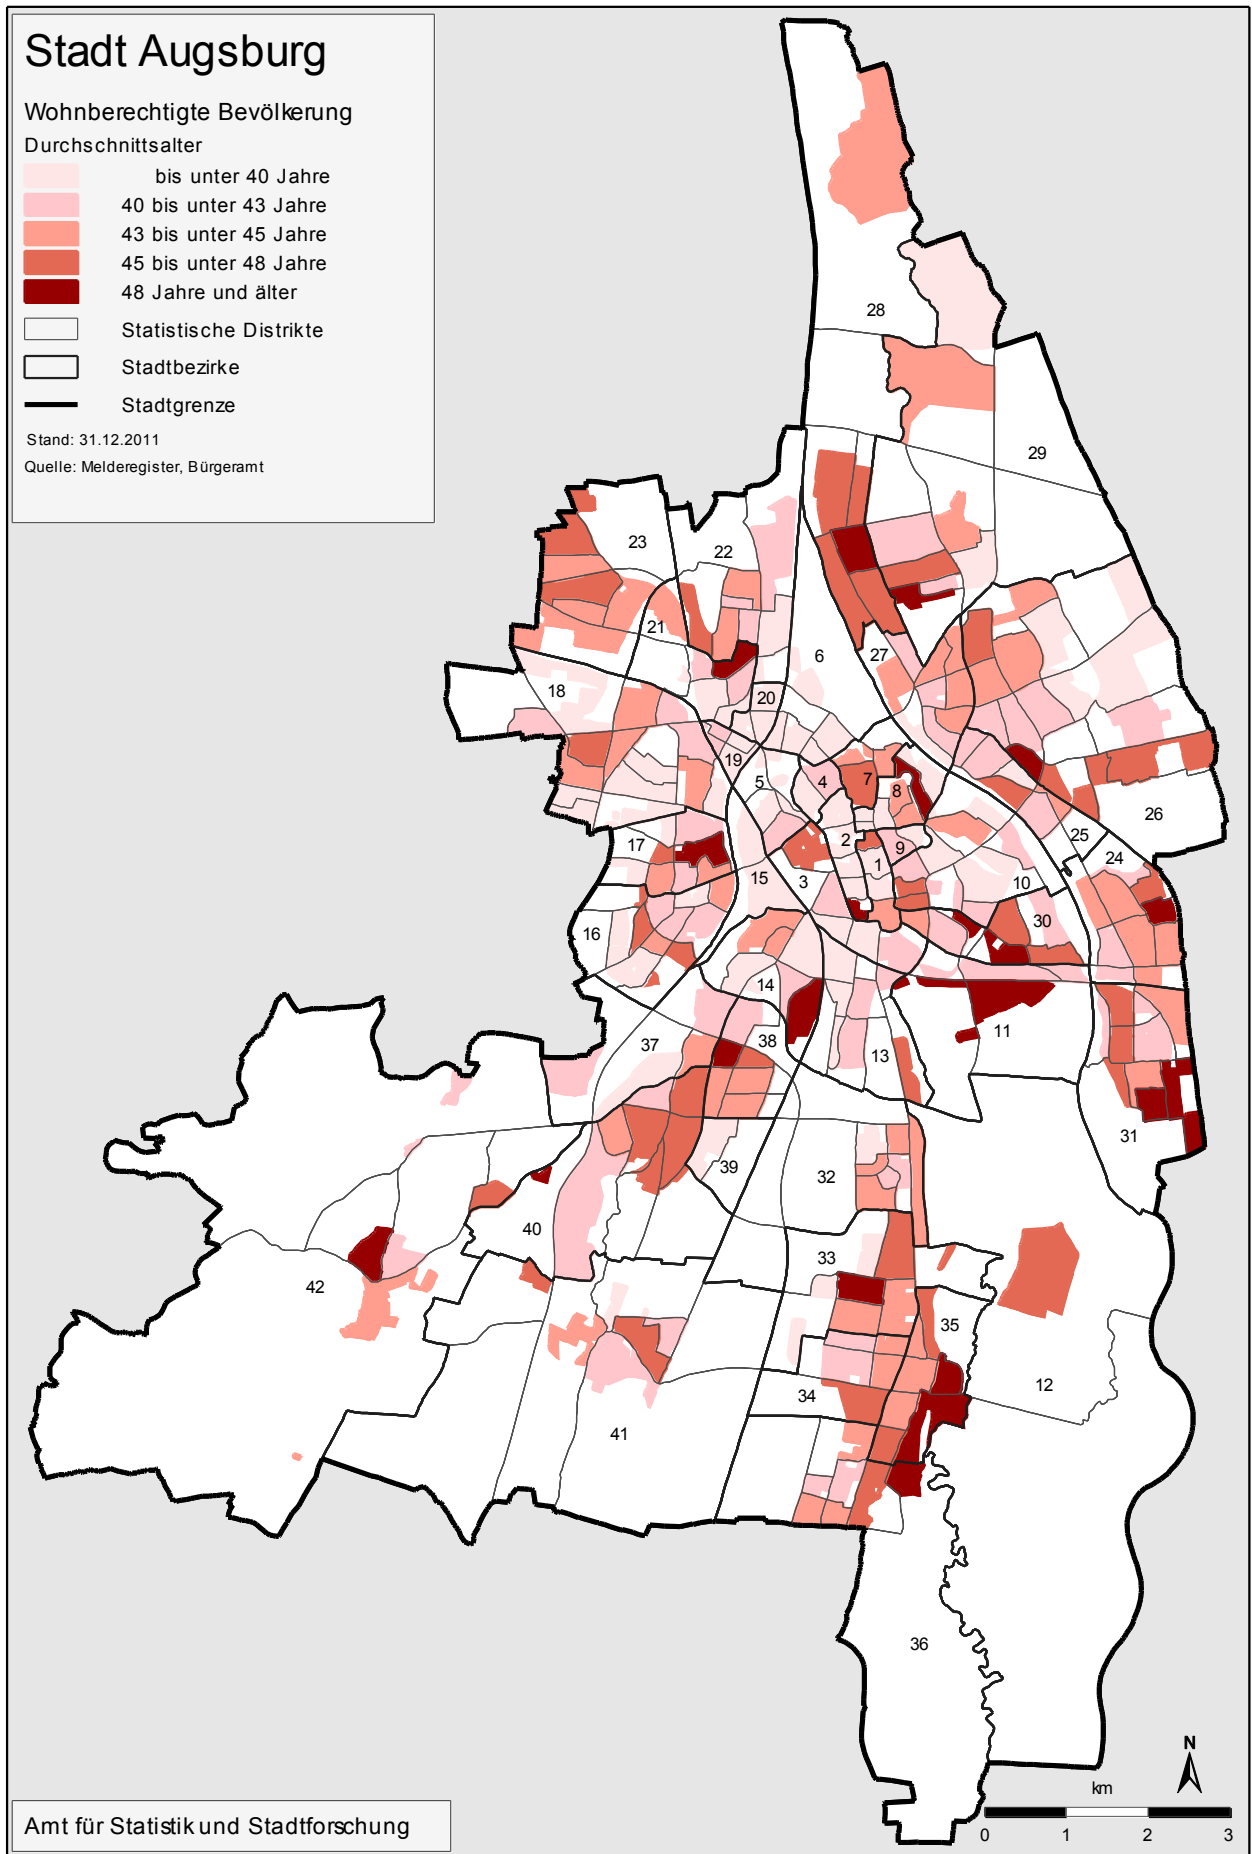 Stadt Augsburg
Wohnberechtigte Bevölkerung
Durchschnittsalter
bis unter 40 Jahre
40 bis unter 43 Jahre
43 bis unter 45 Jahre
45 bis unter 48 Jahre
48 Jahre und älter
Statistische Distrikte
Stadtbezirke
Stadtgrenze
Stand: 31.12.2011
Quelle: Melderegister, Bürgeramt
28
29
23
22
21
6
27
18
20
19
5
4
7
8
26
25
24
17
2
9
1
10
15
3
30
16
14
11
37
38
13
31
39
32
40
33
42
35
12
34
41
36
N
km
0 1 2 3
Amt für Statistik und Stadtforschung